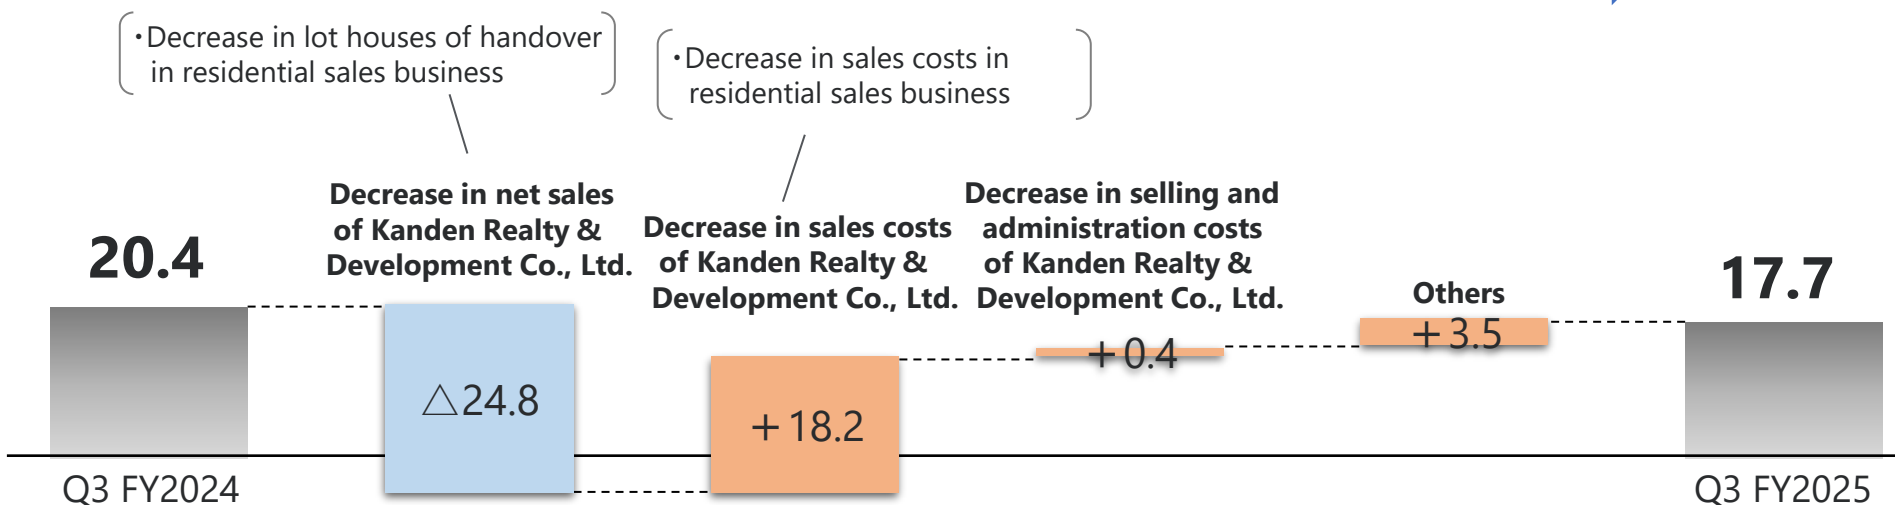 ・Decrease in lot houses of handover
in residential sales business
・Decrease in sales costs in
residential sales business
20.4
Decrease in net sales
of Kanden Realty &
Development Co., Ltd.
Decrease in sales costs
of Kanden Realty &
Development Co., Ltd.
Decrease in selling and
administration costs
of Kanden Realty &
Development Co., Ltd.
Others
17.7
△24.8
+18.2
+0.4
+3.5
Q3 FY2024
Q3 FY2025